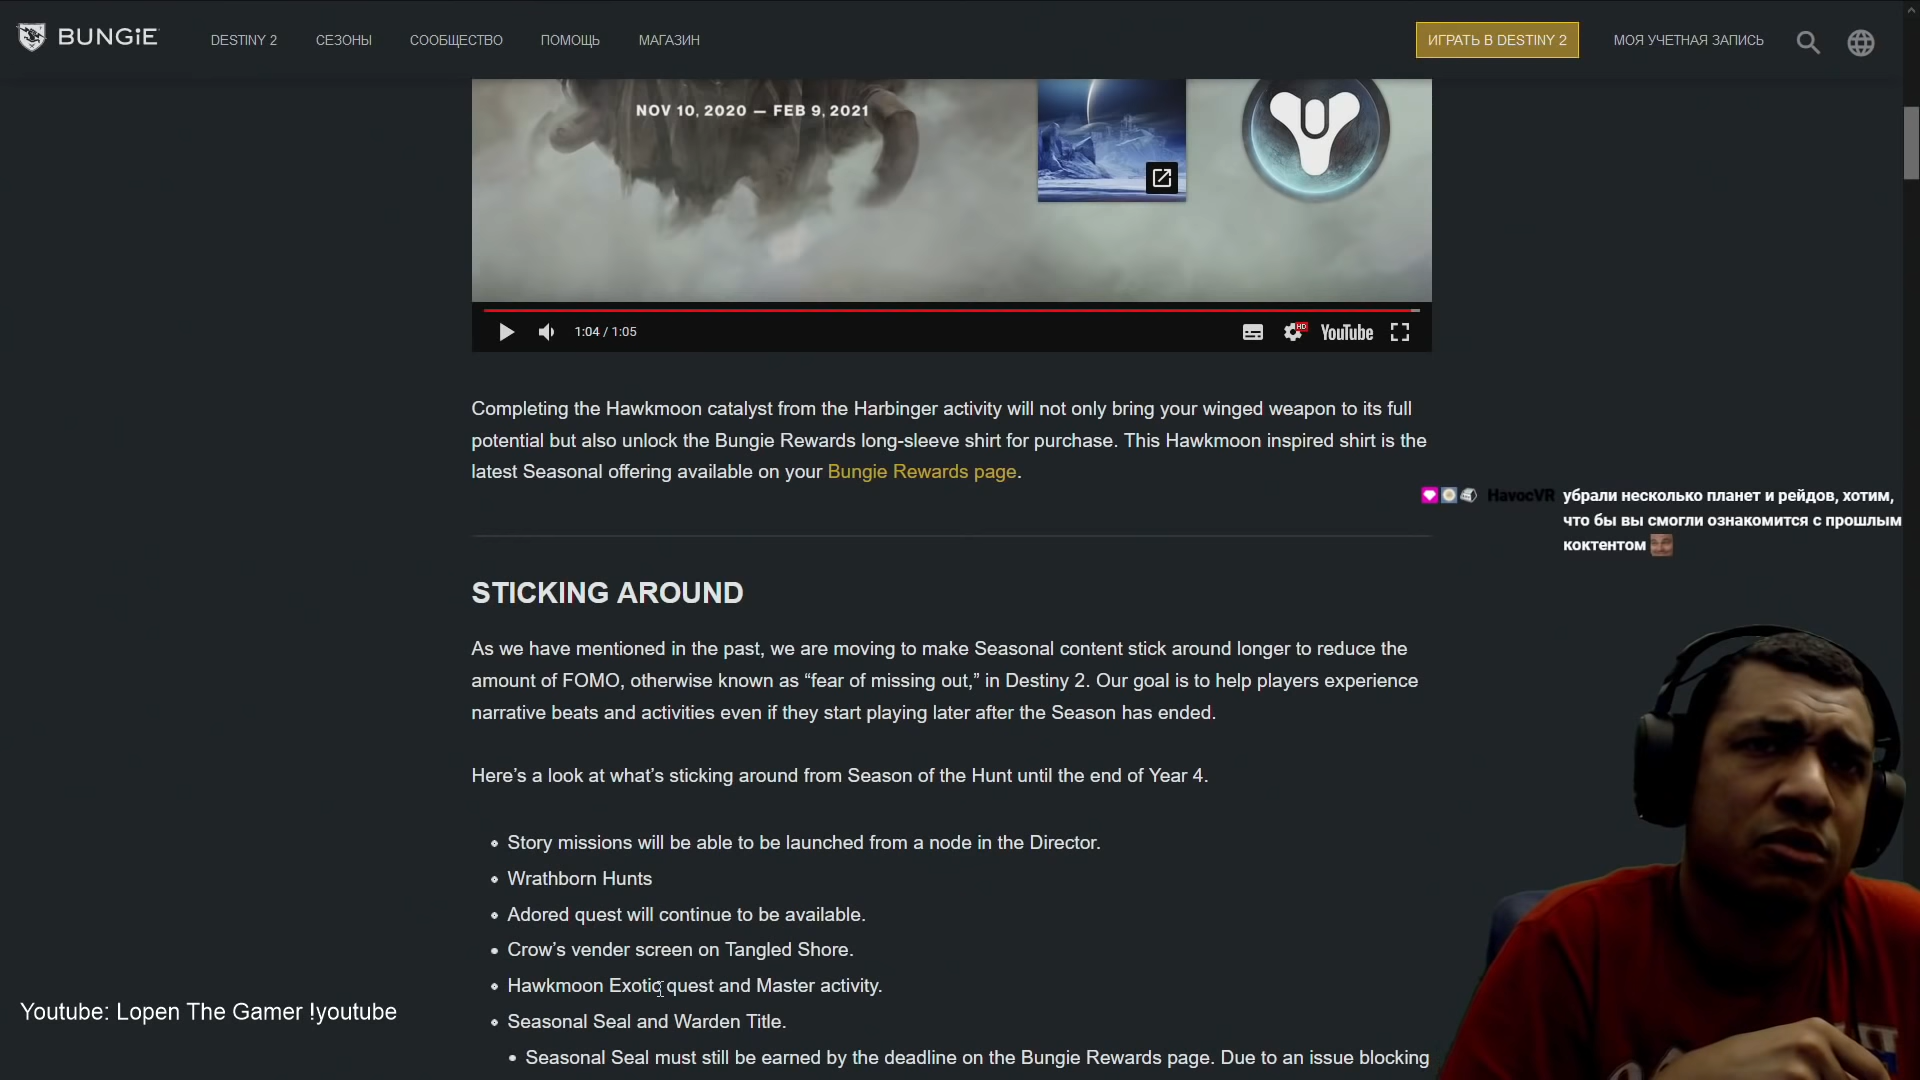 BUNGiE
DESTINY 2
СЕЗОНЫ
СООБЩЕСТВО
ПОМОЩЬ
МАГАЗИН
ИГРАТЬ В DESTINY 2
МОЯ УЧЕТНАЯ ЗАПИСЬ
NOV 10, 2020 — FEB 9, 2021
1:04 / 1:05
HD
YouTube
Completing the Hawkmoon catalyst from the Harbinger activity will not only bring your winged weapon to its full
potential but also unlock the Bungie Rewards long-sleeve shirt for purchase. This Hawkmoon inspired shirt is the
latest Seasonal offering available on your Bungie Rewards page.
HavocVR убрали несколько планет и рейдов, хотим,
что бы вы смогли ознакомится с прошлым
коктентом
STICKING AROUND
As we have mentioned in the past, we are moving to make Seasonal content stick around longer to reduce the
amount of FOMO, otherwise known as “fear of missing out,” in Destiny 2. Our goal is to help players experience
narrative beats and activities even if they start playing later after the Season has ended.
Here’s a look at what’s sticking around from Season of the Hunt until the end of Year 4.
• Story missions will be able to be launched from a node in the Director.
• Wrathborn Hunts
• Adored quest will continue to be available.
• Crow’s vender screen on Tangled Shore.
• Hawkmoon Exotic quest and Master activity.
• Seasonal Seal and Warden Title.
• Seasonal Seal must still be earned by the deadline on the Bungie Rewards page. Due to an issue blocking
Youtube: Lopen The Gamer !youtube